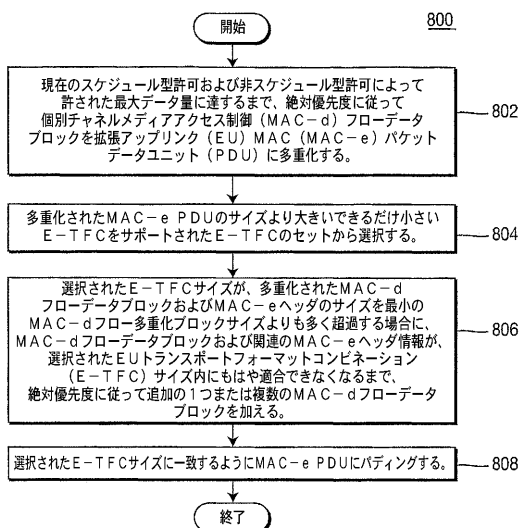 開始
800
現在のスケジュール型許可および非スケジュール型許可によって
許された最大データ量に達するまで、絶対優先度に従って
個別チャネルメディアアクセス制御（MAC-d）フローデータ
ブロックを拡張アップリンク（EU）MAC（MAC-e）パケット
データユニット（PDU）に多重化する。
802
多重化されたMAC-e PDUのサイズより大きいできるだけ小さい
E-TFCをサポートされたE-TFCのセットから選択する。
804
選択されたE-TFCサイズが、多重化されたMAC-d
フローデータブロックおよびMAC-eヘッダのサイズを最小の
MAC-dフロー多重化ブロックサイズよりも多く超過する場合に、
MAC-dフローデータブロックおよび関連のMAC-eヘッダ情報が、
選択されたEUトランスポートフォーマットコンビネーション
（E-TFC）サイズ内にもはや適合できなくなるまで、
絶対優先度に従って追加の1つまたは複数のMAC-dフローデータ
ブロックを加える。
806
選択されたE-TFCサイズに一致するようにMAC-e PDUにパディングする。
808
終了